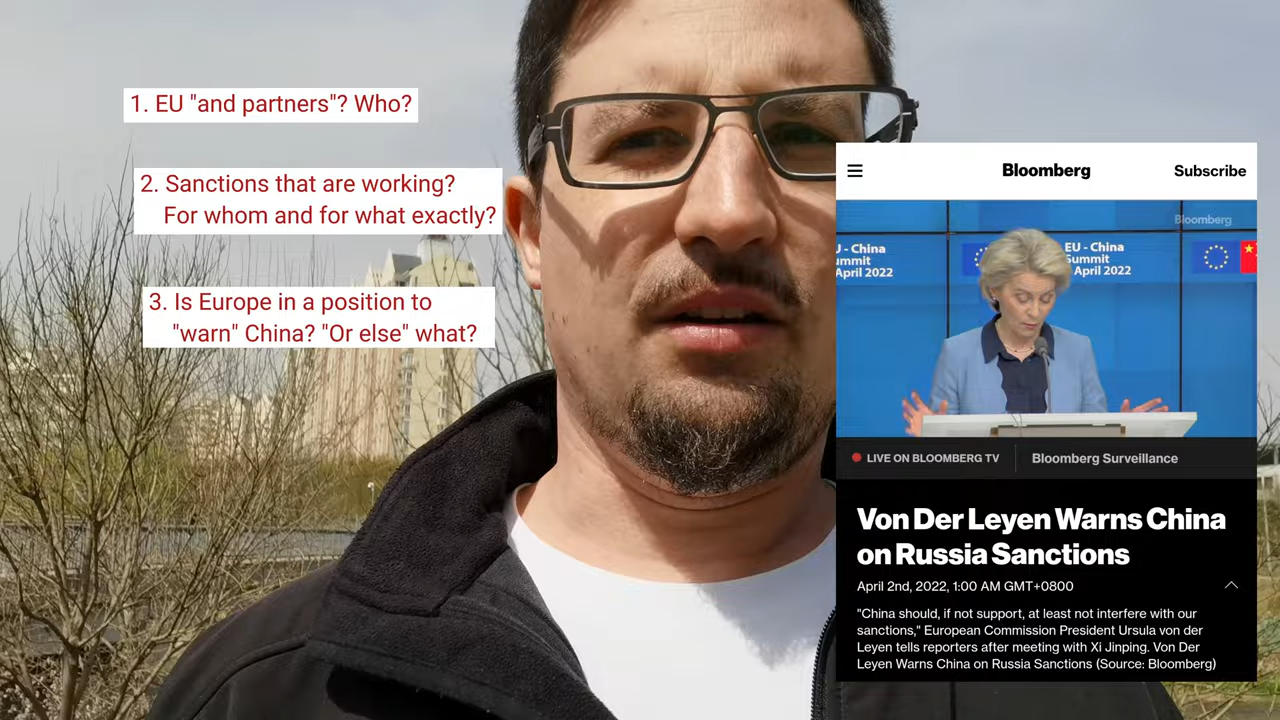 1. EU "and partners"? Who?
2. Sanctions that are working?
For whom and for what exactly?
3. Is Europe in a position to
"warn" China? "Or else" what?
Bloomberg
Subscribe
Bloomberg
U - China
ummit
April 2022
EU - China
Summit
April 2022
LIVE ON BLOOMBERG TV
Bloomberg Surveillance
Von Der Leyen Warns China
on Russia Sanctions
April 2nd, 2022, 1:00 AM GMT+0800
"China should, if not support, at least not interfere with our
sanctions," European Commission President Ursula von der
Leyen tells reporters after meeting with Xi Jinping. Von Der
Leyen Warns China on Russia Sanctions (Source: Bloomberg)